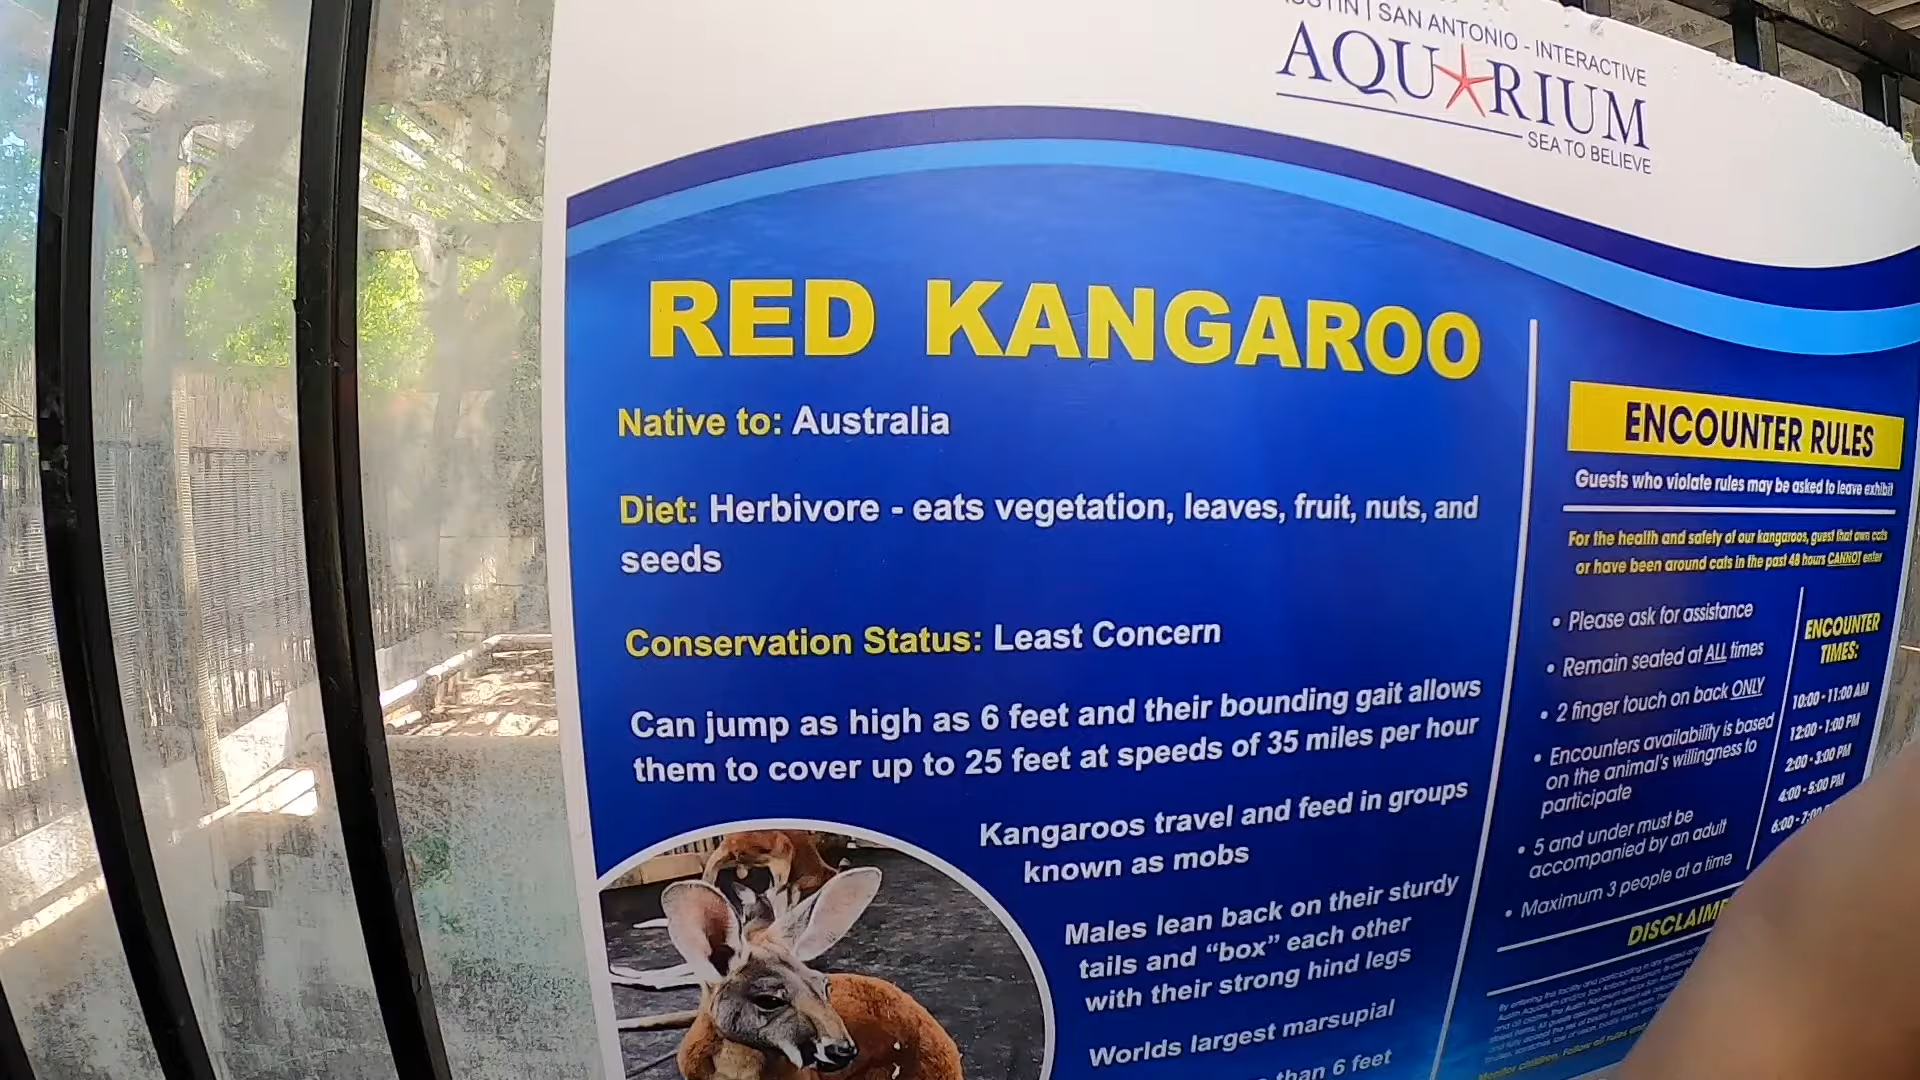 SAN ANTONIO - INTERACTIVE
AQUARIUM
SEA TO BELIEVE
RED KANGAROO
Native to: Australia
Diet: Herbivore - eats vegetation, leaves, fruit, nuts, and
seeds
Conservation Status: Least Concern
Can jump as high as 6 feet and their bounding gait allows
them to cover up to 25 feet at speeds of 35 miles per hour
Kangaroos travel and feed in groups
known as mobs
Males lean back on their sturdy
tails and “box” each other
with their strong hind legs
Worlds largest marsupial
than 6 feet
ENCOUNTER RULES
Guests who violate rules may be asked to leave exhibit
For the health and safety of our kangaroos, guest that own cats
or have been around cats in the past 48 hours CANNOT enter
• Please ask for assistance
• Remain seated at ALL times
• 2 finger touch on back ONLY
• Encounters availability is based
on the animal's willingness to
participate
• 5 and under must be
accompanied by an adult
• Maximum 3 people at a time
ENCOUNTER
TIMES:
10:00 - 11:00 AM
12:00 - 1:00 PM
2:00 - 3:00 PM
4:00 - 5:00 PM
6:00 -